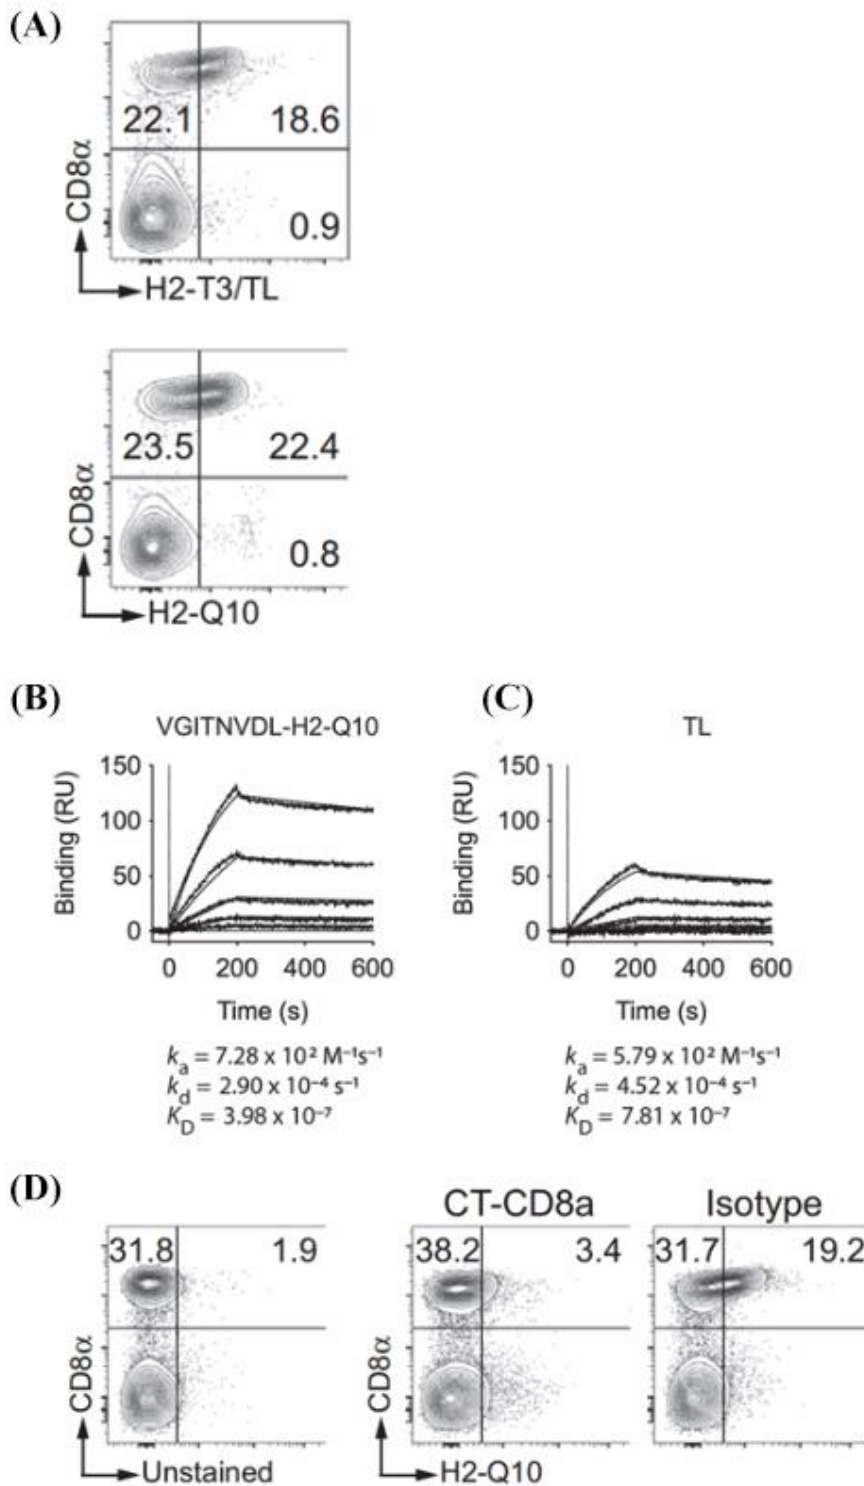 (A)
22.1 18.6
0.9
CD8α
H2-T3/TL
23.5 22.4
0.8
CD8α
H2-Q10
(B)
VGITNVDL-H2-Q10
150
100
50
0
Binding (RU)
0 200 400 600
Time (s)
kₐ = 7.28 x 10² M⁻¹s⁻¹
k_d = 2.90 x 10⁻⁴ s⁻¹
K_D = 3.98 x 10⁻⁷
(C)
TL
150
100
50
0
Binding (RU)
0 200 400 600
Time (s)
kₐ = 5.79 x 10² M⁻¹s⁻¹
k_d = 4.52 x 10⁻⁴ s⁻¹
K_D = 7.81 x 10⁻⁷
(D)
31.8 1.9
CD8α
Unstained
CT-CD8a
38.2 3.4
CD8α
H2-Q10
Isotype
31.7 19.2